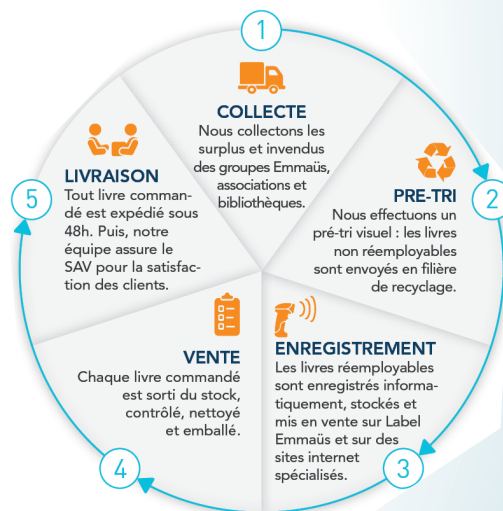 1
COLLECTE
Nous collectons les
surplus et invendus
des groupes Emmaüs,
associations et
bibliothèques.
2
PRE-TRI
Nous effectuons un
pré-tri visuel : les livres
non réemployables
sont envoyés en filière
de recyclage.
3
ENREGISTREMENT
Les livres réemployables
sont enregistrés informa-
tiquement, stockés et
mis en vente sur Label
Emmaüs et sur des
sites internet
spécialisés.
4
VENTE
Chaque livre commandé
est sorti du stock,
contrôlé, nettoyé
et emballé.
5
LIVRAISON
Tout livre comman-
dé est expédié sous
48h. Puis, notre
équipe assure le
SAV pour la satisfac-
tion des clients.